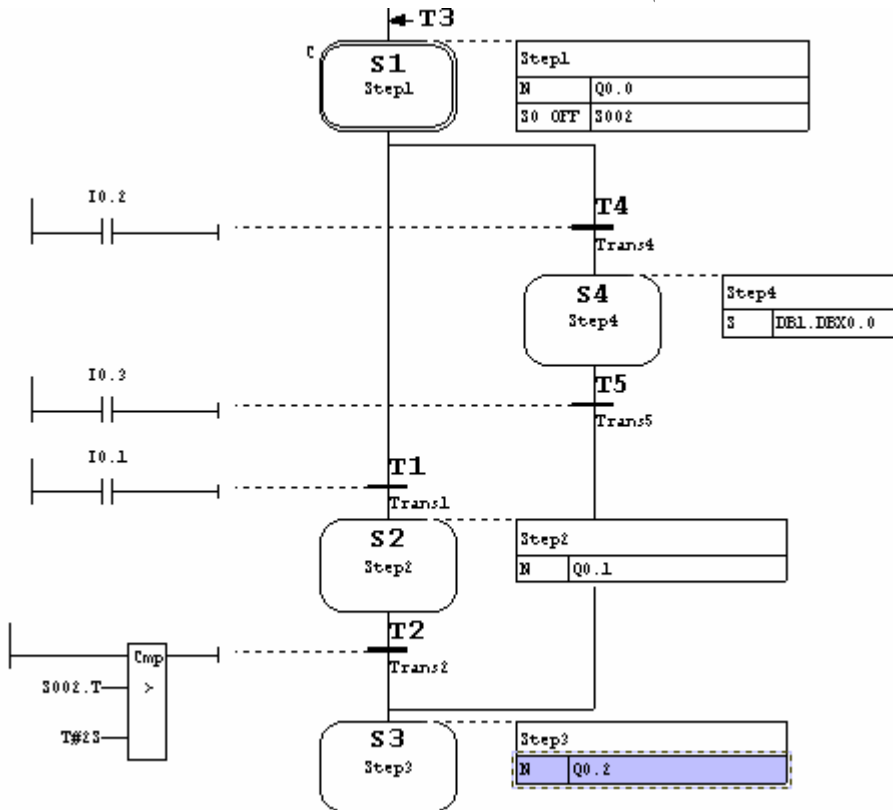 T3
C
S1
Step1
Step1
N Q0.0
S0 OFF S002
I0.2
T4
Trans4
S4
Step4
Step4
S DB1.DBX0.0
I0.3
T5
Trans5
I0.1
T1
Trans1
S2
Step2
Step2
N Q0.1
T2
Trans2
Cmp
S002.T
>
T#2S
S3
Step3
Step3
N Q0.2